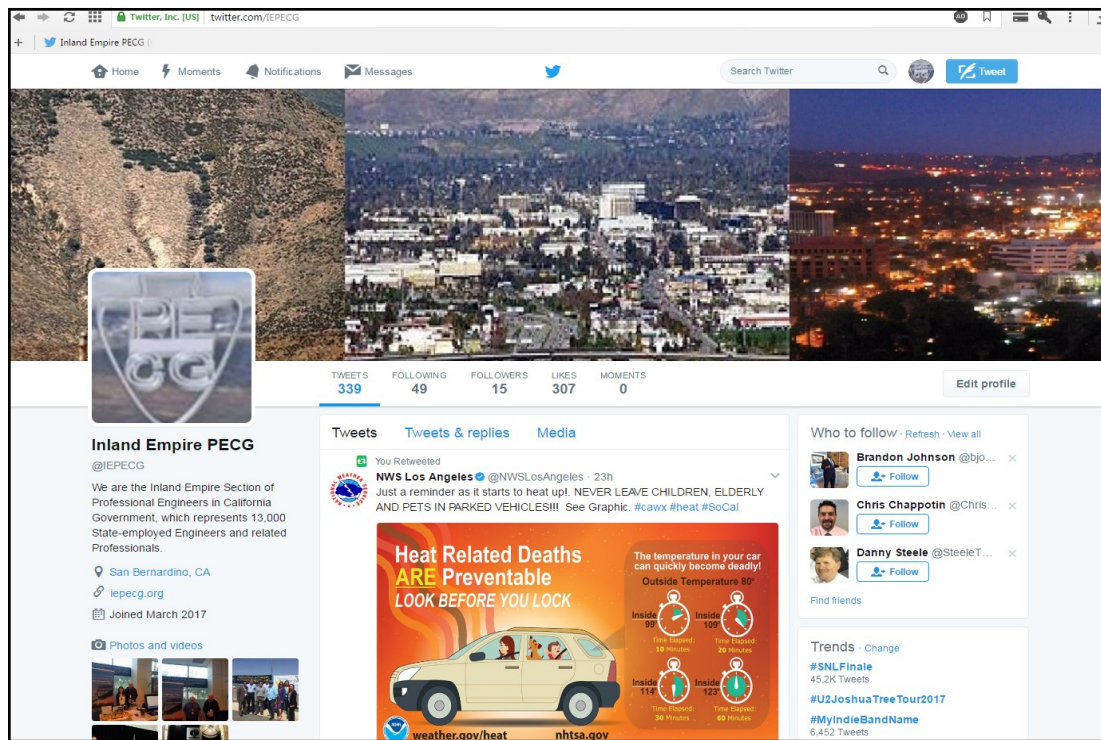 Twitter, Inc. [US] twitter.com/IEPECG
AD
+ Inland Empire PECG (
Home Moments Notifications Messages Search Twitter Tweet
PE
CG
TWEETS FOLLOWING FOLLOWERS LIKES MOMENTS
339 49 15 307 0
Edit profile
Inland Empire PECG
@IEPECG
We are the Inland Empire Section of
Professional Engineers in California
Government, which represents 13,000
State-employed Engineers and related
Professionals.
San Bernardino, CA
iepecg.org
Joined March 2017
Photos and videos
Tweets Tweets & replies Media
You Retweeted
NWS Los Angeles @NWSLosAngeles · 23h
Just a reminder as it starts to heat up!. NEVER LEAVE CHILDREN, ELDERLY
AND PETS IN PARKED VEHICLES!!! See Graphic. #cawx #heat #SoCal
Heat Related Deaths
ARE Preventable
LOOK BEFORE YOU LOCK
The temperature in your car
can quickly become deadly!
Outside Temperature 80°
Inside
99°
Time Elapsed:
10 Minutes
Inside
109°
Time Elapsed:
20 Minutes
Inside
114°
Time Elapsed:
30 Minutes
Inside
123°
Time Elapsed:
60 Minutes
weather.gov/heat nhtsa.gov
Who to follow · Refresh · View all
Brandon Johnson @bjo...
Follow
Chris Chappotin @Chris...
Follow
Danny Steele @SteeleT...
Follow
Find friends
Trends · Change
#SNLFinale
45.2K Tweets
#U2JoshuaTreeTour2017
#MyIndieBandName
6,452 Tweets